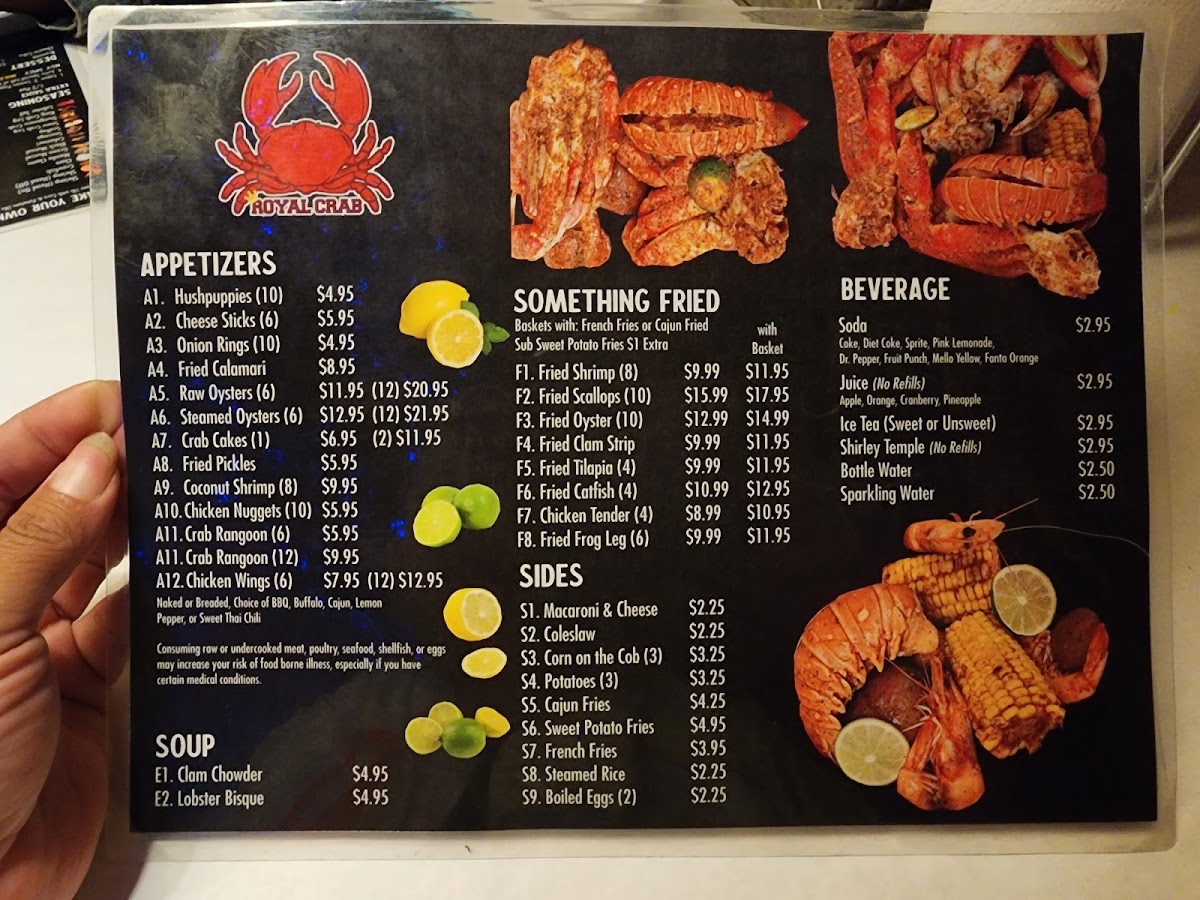 ROYAL CRAB
APPETIZERS
A1. Hushpuppies (10) $4.95
A2. Cheese Sticks (6) $5.95
A3. Onion Rings (10) $4.95
A4. Fried Calamari $8.95
A5. Raw Oysters (6) $11.95 (12) $20.95
A6. Steamed Oysters (6) $12.95 (12) $21.95
A7. Crab Cakes (1) $6.95 (2) $11.95
A8. Fried Pickles $5.95
A9. Coconut Shrimp (8) $9.95
A10. Chicken Nuggets (10) $5.95
A11. Crab Rangoon (6) $5.95
A11. Crab Rangoon (12) $9.95
A12. Chicken Wings (6) $7.95 (12) $12.95
Naked or Breaded, Choice of BBQ, Buffalo, Cajun, Lemon
Pepper, or Sweet Thai Chili
Consuming raw or undercooked meat, poultry, seafood, shellfish, or eggs
may increase your risk of food borne illness, especially if you have
certain medical conditions.
SOUP
E1. Clam Chowder $4.95
E2. Lobster Bisque $4.95
SOMETHING FRIED
Baskets with: French Fries or Cajun Fried
Sub Sweet Potato Fries $1 Extra
with
Basket
F1. Fried Shrimp (8) $9.99 $11.95
F2. Fried Scallops (10) $15.99 $17.95
F3. Fried Oyster (10) $12.99 $14.99
F4. Fried Clam Strip $9.99 $11.95
F5. Fried Tilapia (4) $9.99 $11.95
F6. Fried Catfish (4) $10.99 $12.95
F7. Chicken Tender (4) $8.99 $10.95
F8. Fried Frog Leg (6) $9.99 $11.95
SIDES
S1. Macaroni & Cheese $2.25
S2. Coleslaw $2.25
S3. Corn on the Cob (3) $3.25
S4. Potatoes (3) $3.25
S5. Cajun Fries $4.25
S6. Sweet Potato Fries $4.95
S7. French Fries $3.95
S8. Steamed Rice $2.25
S9. Boiled Eggs (2) $2.25
BEVERAGE
Soda $2.95
Coke, Diet Coke, Sprite, Pink Lemonade,
Dr. Pepper, Fruit Punch, Mello Yellow, Fanta Orange
Juice (No Refills) $2.95
Apple, Orange, Cranberry, Pineapple
Ice Tea (Sweet or Unsweet) $2.95
Shirley Temple (No Refills) $2.95
Bottle Water $2.50
Sparkling Water $2.50
DESSERT
SEASONING